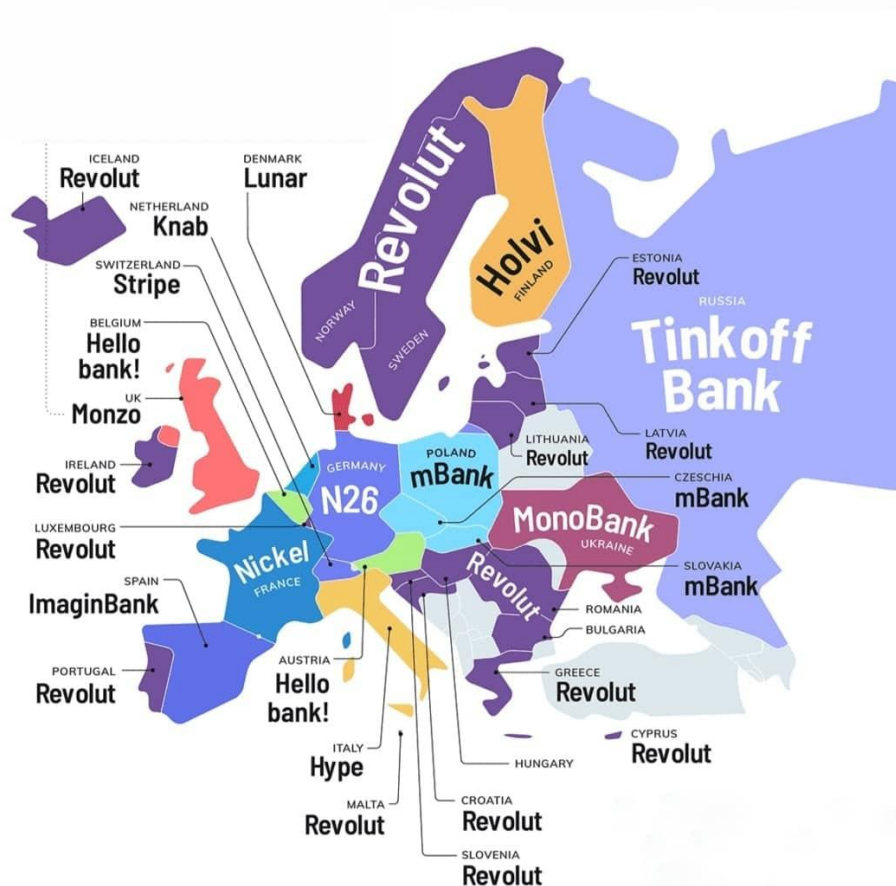 ICELAND
Revolut
DENMARK
Lunar
NETHERLAND
Knab
SWITZERLAND
Stripe
BELGIUM
Hello
bank!
UK
Monzo
IRELAND
Revolut
LUXEMBOURG
Revolut
SPAIN
ImaginBank
PORTUGAL
Revolut
Revolut
NORWAY
SWEDEN
Holvi
FINLAND
ESTONIA
Revolut
RUSSIA
Tinkoff
Bank
LITHUANIA
Revolut
LATVIA
Revolut
GERMANY
N26
POLAND
mBank
CZESCHIA
mBank
MonoBank
UKRAINE
SLOVAKIA
mBank
Nickel
FRANCE
Revolut
ROMANIA
BULGARIA
AUSTRIA
Hello
bank!
GREECE
Revolut
CYPRUS
Revolut
ITALY
Hype
HUNGARY
MALTA
Revolut
CROATIA
Revolut
SLOVENIA
Revolut